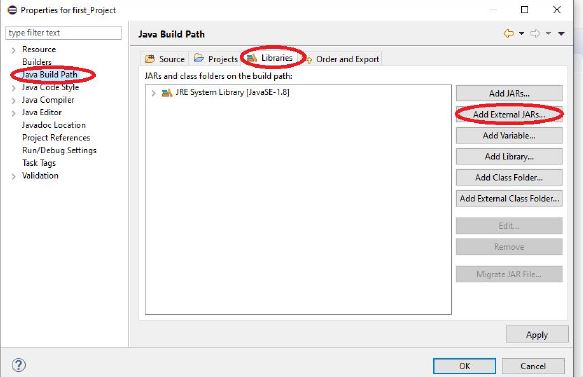 Properties for first_Project
type filter text
Resource
Builders
Java Build Path
Java Code Style
Java Compiler
Java Editor
Javadoc Location
Project References
Run/Debug Settings
Task Tags
Validation
Java Build Path
Source Projects Libraries Order and Export
JARs and class folders on the build path:
JRE System Library [JavaSE-1.8]
Add JARs...
Add External JARs...
Add Variable...
Add Library...
Add Class Folder...
Add External Class Folder...
Edit...
Remove
Migrate JAR File...
Apply
OK Cancel